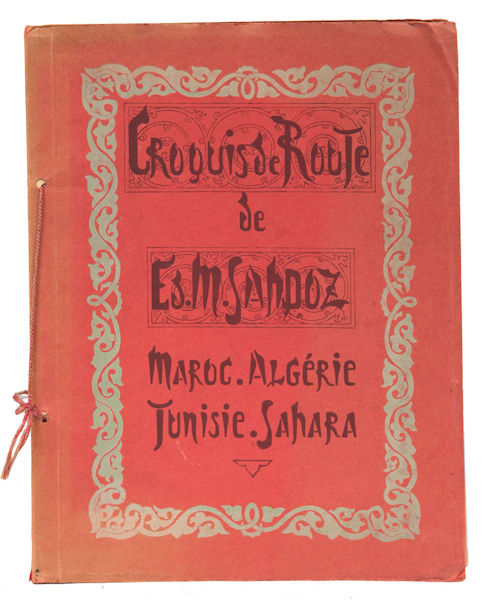 Croquis de Route
de
Ed. M. Sandoz
Maroc. Algérie
Tunisie. Sahara